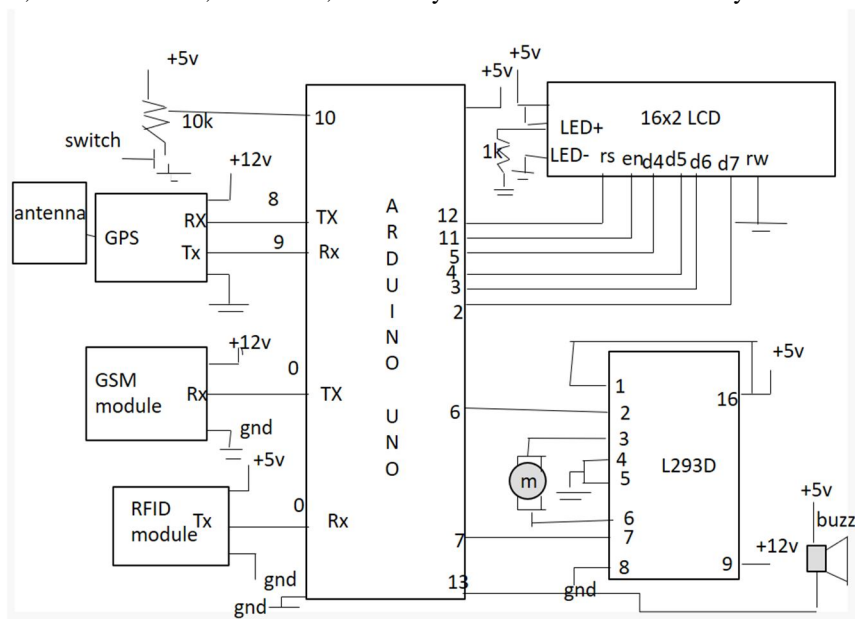 +5v
10k
switch
+12v
antenna
GPS
RX
Tx
8
9
10
TX
Rx
+12v
GSM
module
Rx
0
TX
gnd
+5v
RFID
module
Tx
0
Rx
gnd
gnd
A
R
D
U
I
N
O
U
N
O
12
11
5
4
3
2
6
7
13
+5v
+5v
16x2 LCD
LED+
LED-
1k
rs en d4 d5 d6 d7 rw
+5v
1
2
3
4
5
6
7
8
16
9
L293D
m
gnd
+12v
+5v
buzz